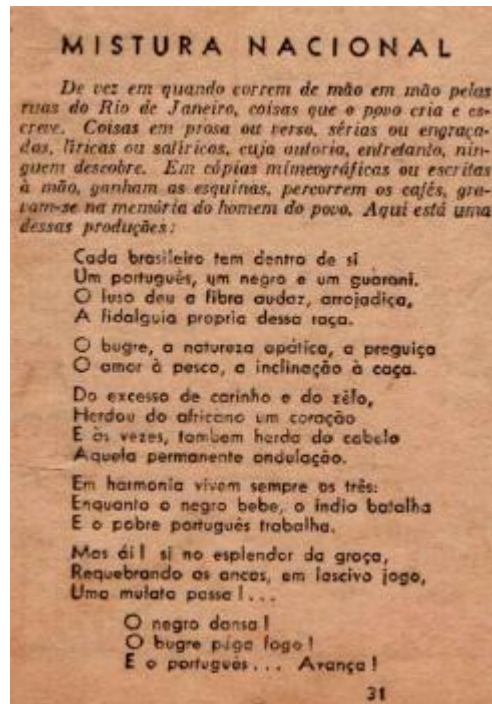 MISTURA NACIONAL
De vez em quando correm de mão em mão pelas
ruas do Rio de Janeiro, coisas que o povo cria e es-
creve. Coisas em prosa ou verso, sérias ou engraça-
das, líricas ou satíricas, cuja autoria, entretanto, nin-
guem descobre. Em cópias mimeográficas ou escritas
à mão, ganham as esquinas, percorrem os cafés, gra-
vam-se na memória do homem do povo. Aqui está uma
dessas produções:
Cada brasileiro tem dentro de si
Um português, um negro e um guarani.
O luso deu a fibra audaz, arrojadiça,
A fidalguia propria dessa raça.
O bugre, a natureza apática, a preguiça
O amor à pesca, a inclinação à caça.
Do excesso de carinho e do zêlo,
Herdou do africano um coração
E às vezes, tambem herda do cabelo
Aquela permanente ondulação.
Em harmonia vivem sempre os três:
Enquanto o negro bebe, o índio batalha
E o pobre português trabalha.
Mas ái! si no esplendor da graça,
Requebrando as ancas, em lascivo jogo,
Uma mulata passa!...
O negro dansa!
O bugre péga fogo!
E o português... Avança!
31